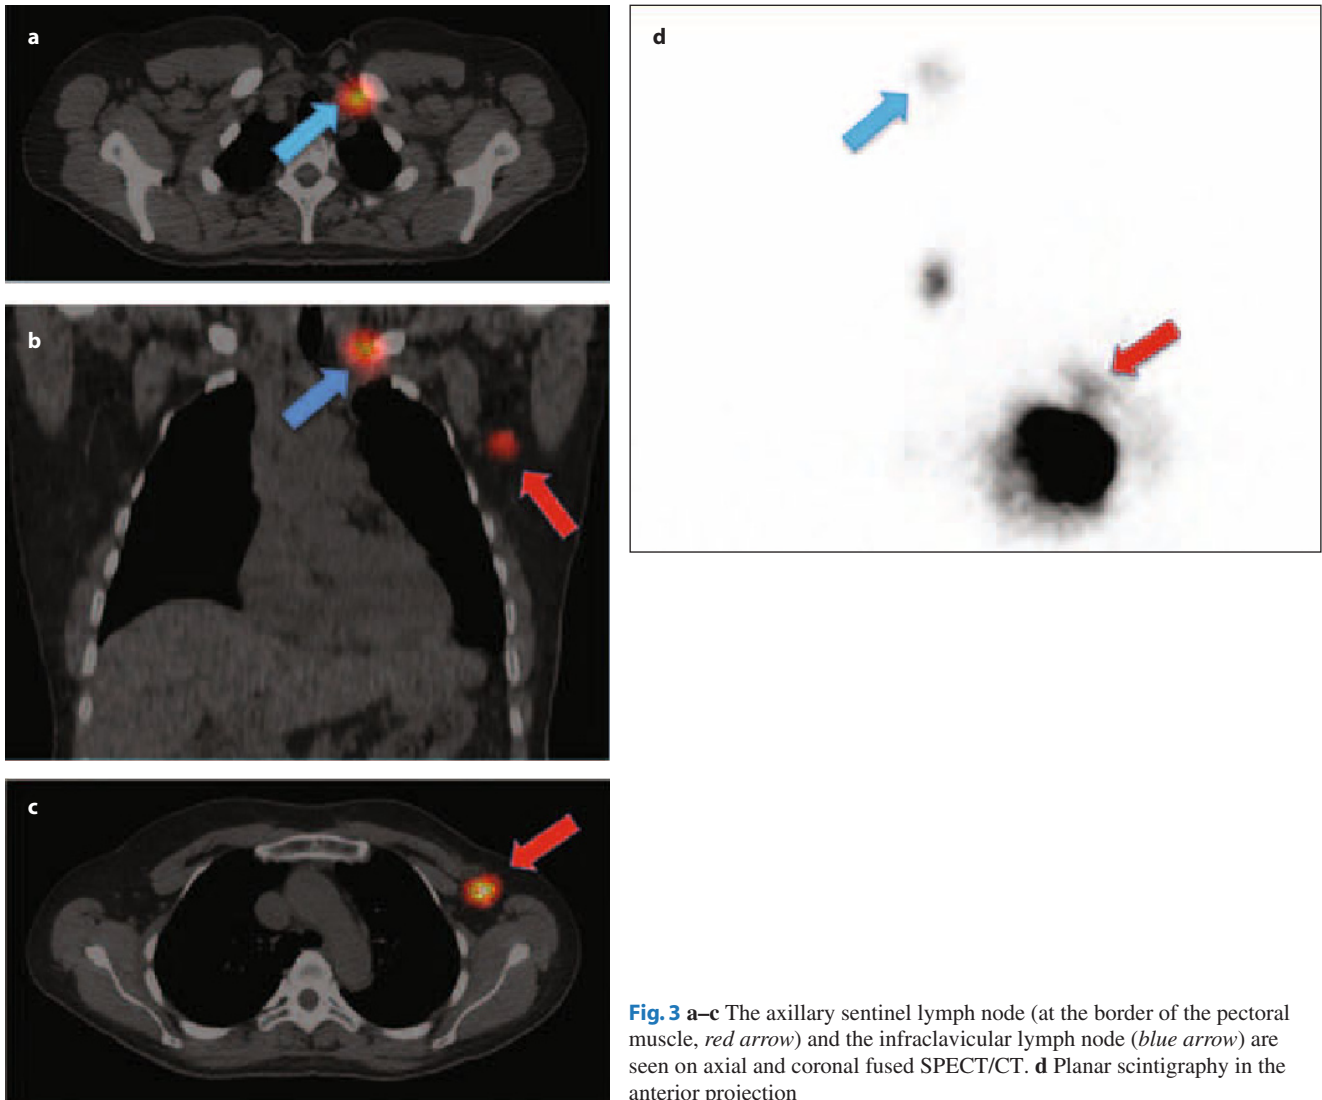 a
d
b
c
Fig. 3 a–c The axillary sentinel lymph node (at the border of the pectoral
muscle, red arrow) and the infraclavicular lymph node (blue arrow) are
seen on axial and coronal fused SPECT/CT. d Planar scintigraphy in the
anterior projection